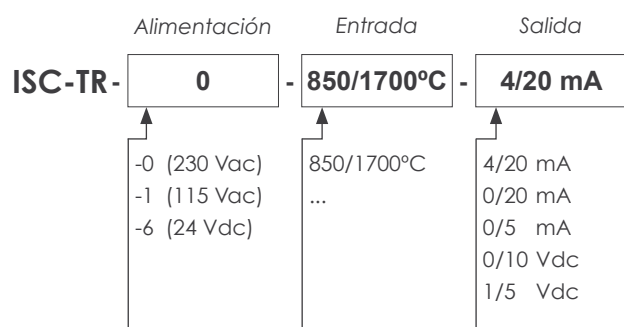 Alimentación Entrada Salida
ISC-TR- 0 - 850/1700ºC - 4/20 mA
-0 (230 Vac) 850/1700ºC 4/20 mA
-1 (115 Vac) ... 0/20 mA
-6 (24 Vdc) 0/5 mA
0/10 Vdc
1/5 Vdc